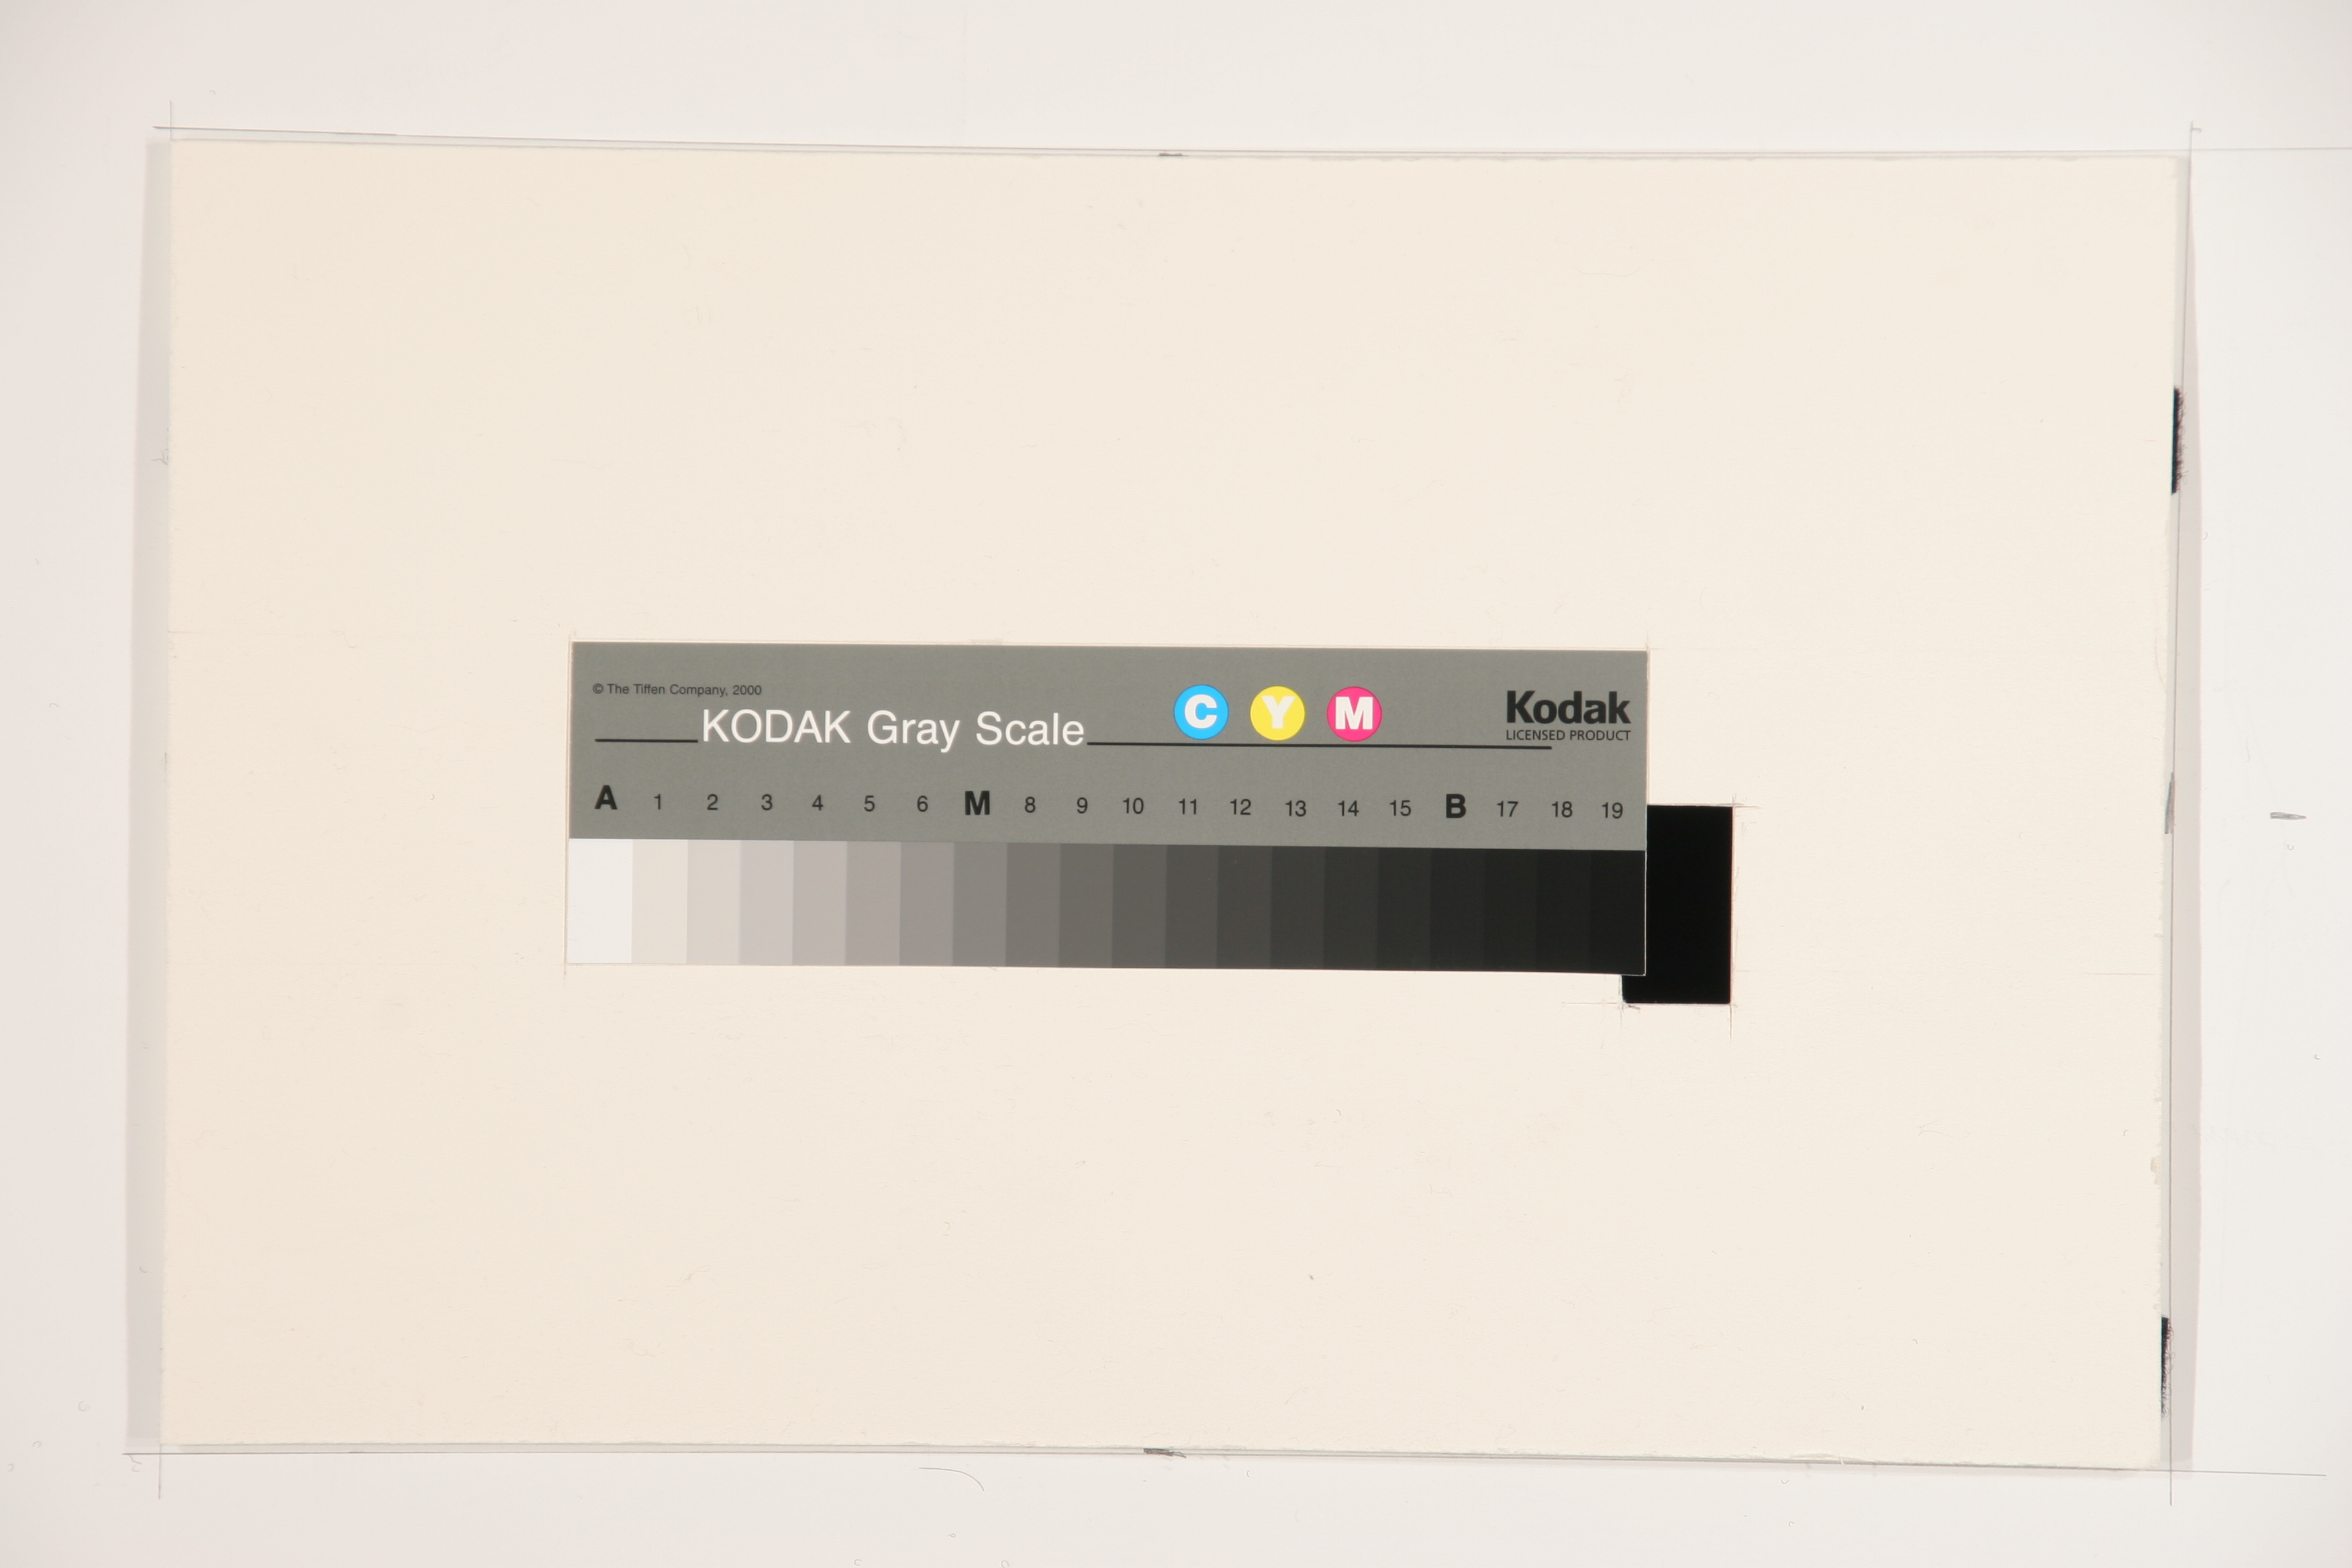 © The Tiffen Company, 2000
KODAK Gray Scale
C Y M
Kodak
LICENSED PRODUCT
A 1 2 3 4 5 6 M 8 9 10 11 12 13 14 15 B 17 18 19